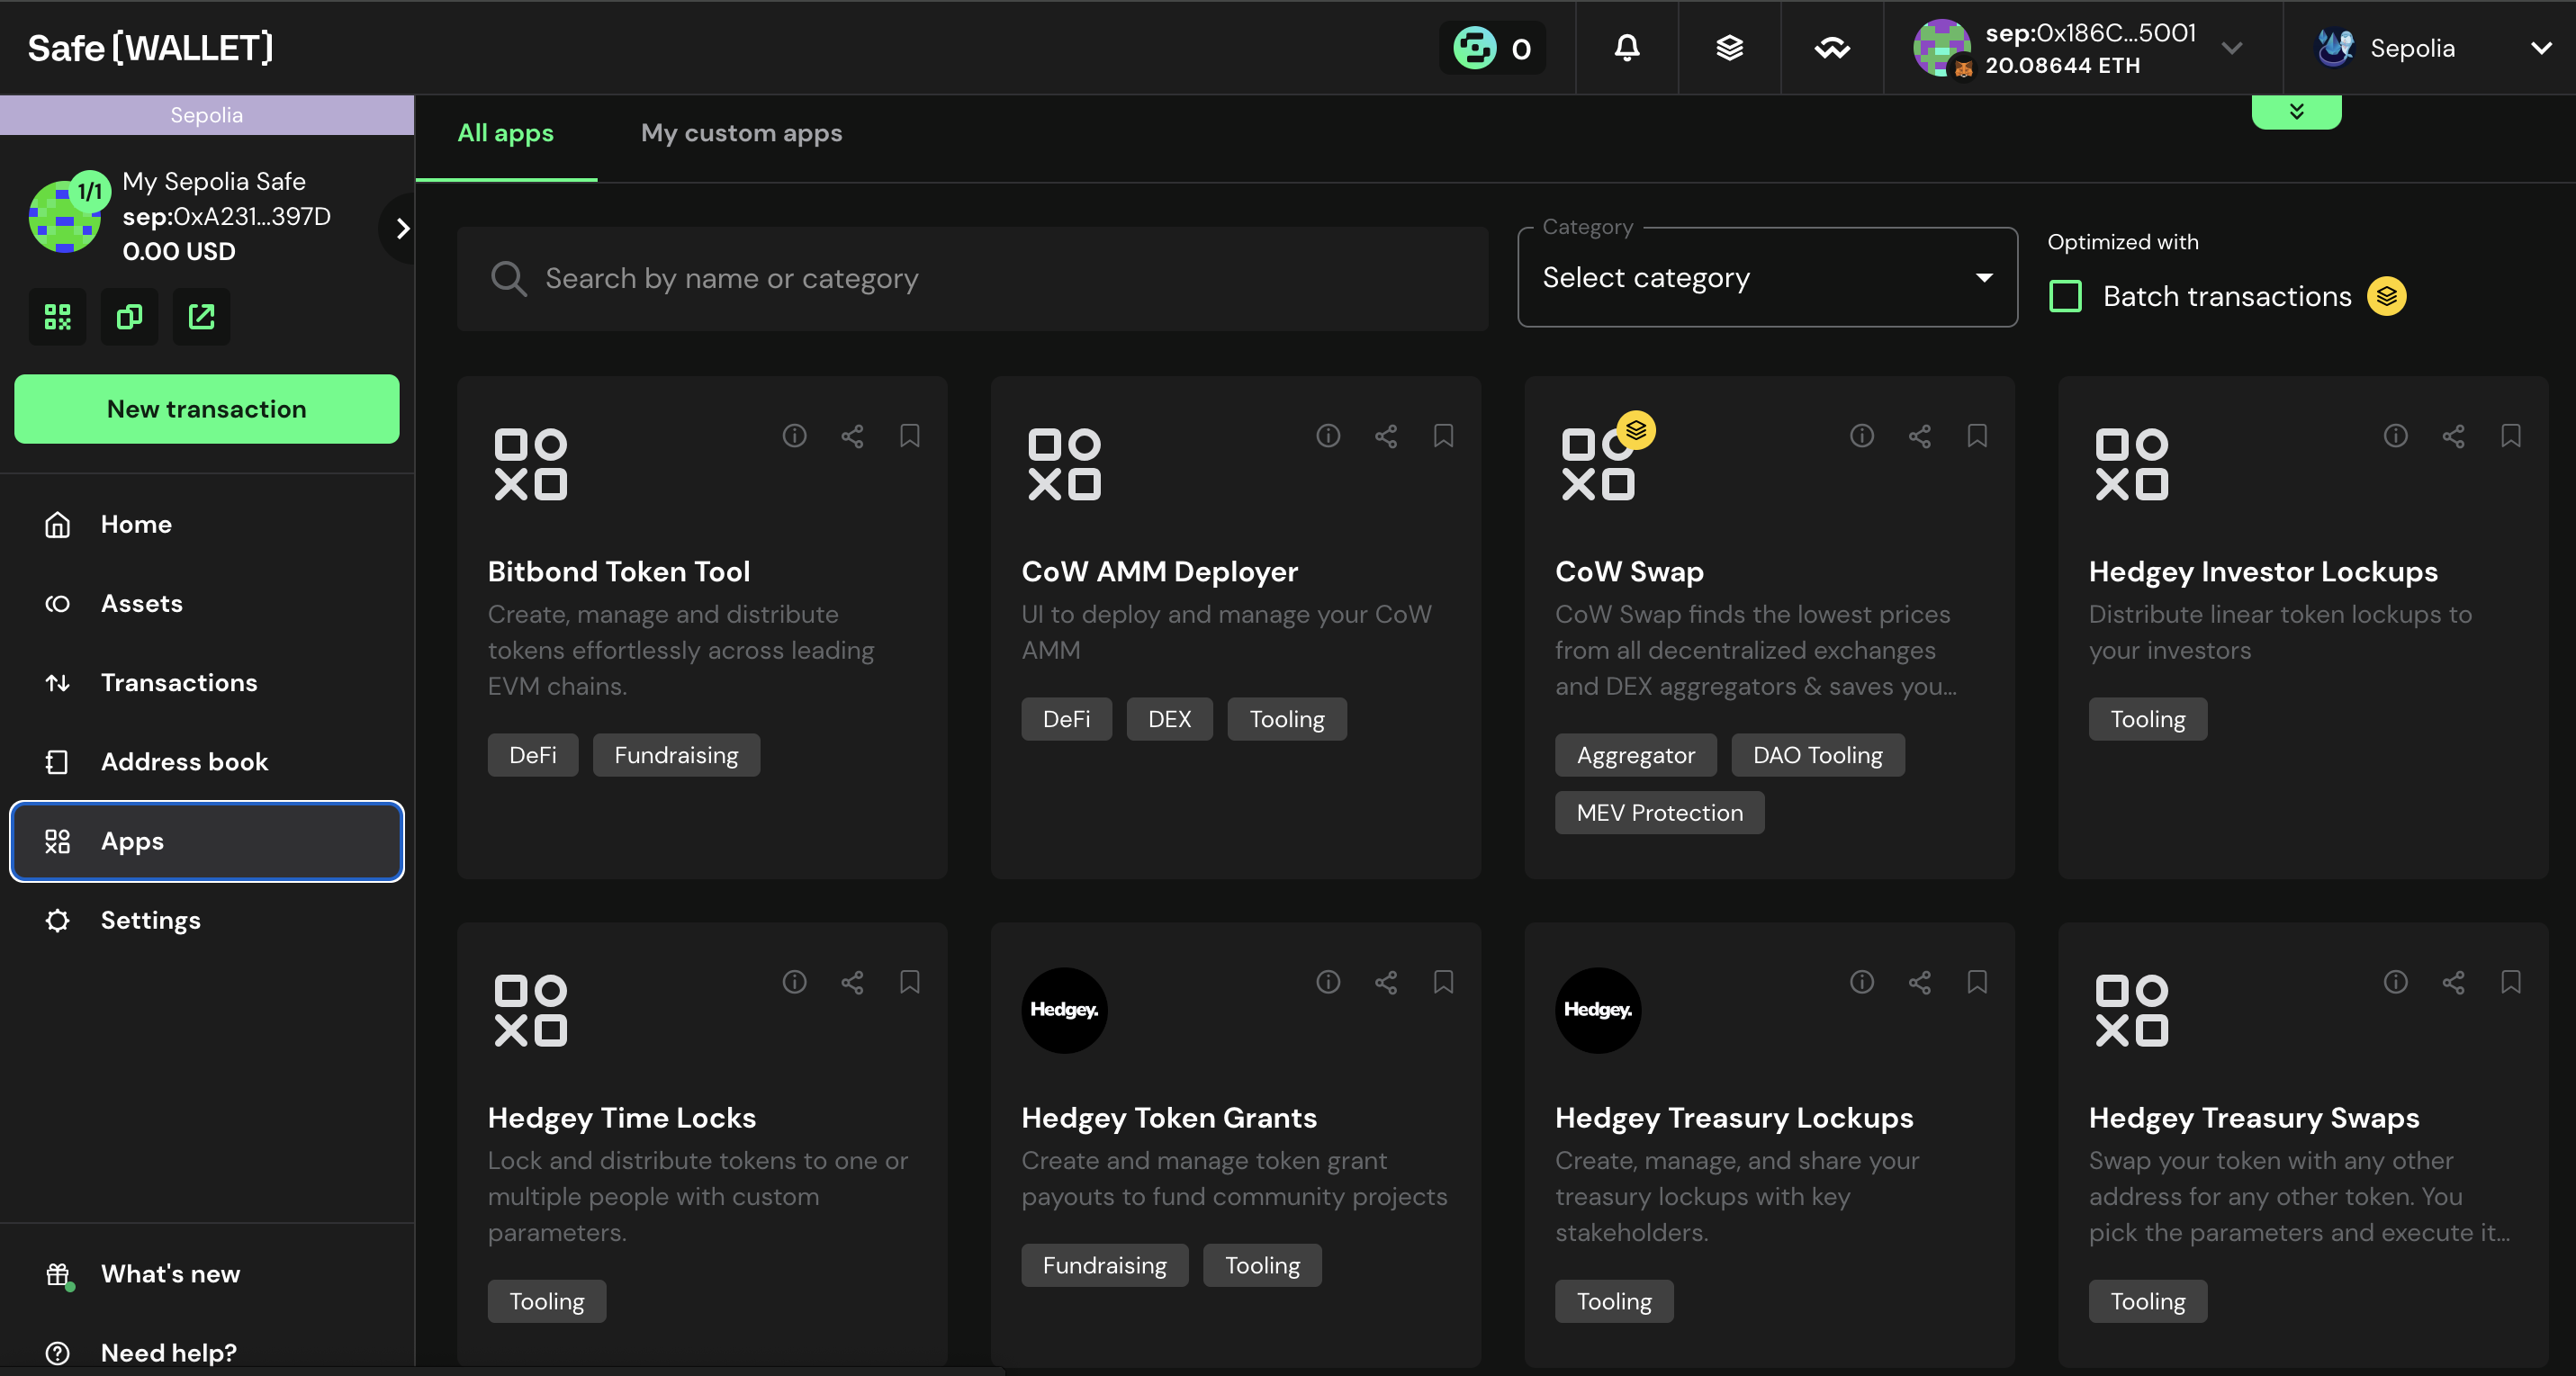 Safe{WALLET}
0
sep:0x186C...5001
20.08644 ETH
Sepolia
Sepolia
1/1
My Sepolia Safe
sep:0xA231...397D
0.00 USD
New transaction
Home
Assets
Transactions
Address book
Apps
Settings
What's new
Need help?
All apps
My custom apps
Search by name or category
Category
Select category
Optimized with
Batch transactions
Bitbond Token Tool
Create, manage and distribute
tokens effortlessly across leading
EVM chains.
DeFi
Fundraising
CoW AMM Deployer
UI to deploy and manage your CoW
AMM
DeFi
DEX
Tooling
CoW Swap
CoW Swap finds the lowest prices
from all decentralized exchanges
and DEX aggregators & saves you...
Aggregator
DAO Tooling
MEV Protection
Hedgey Investor Lockups
Distribute linear token lockups to
your investors
Tooling
Hedgey Time Locks
Lock and distribute tokens to one or
multiple people with custom
parameters.
Tooling
Hedgey.
Hedgey Token Grants
Create and manage token grant
payouts to fund community projects
Fundraising
Tooling
Hedgey.
Hedgey Treasury Lockups
Create, manage, and share your
treasury lockups with key
stakeholders.
Tooling
Hedgey Treasury Swaps
Swap your token with any other
address for any other token. You
pick the parameters and execute it...
Tooling